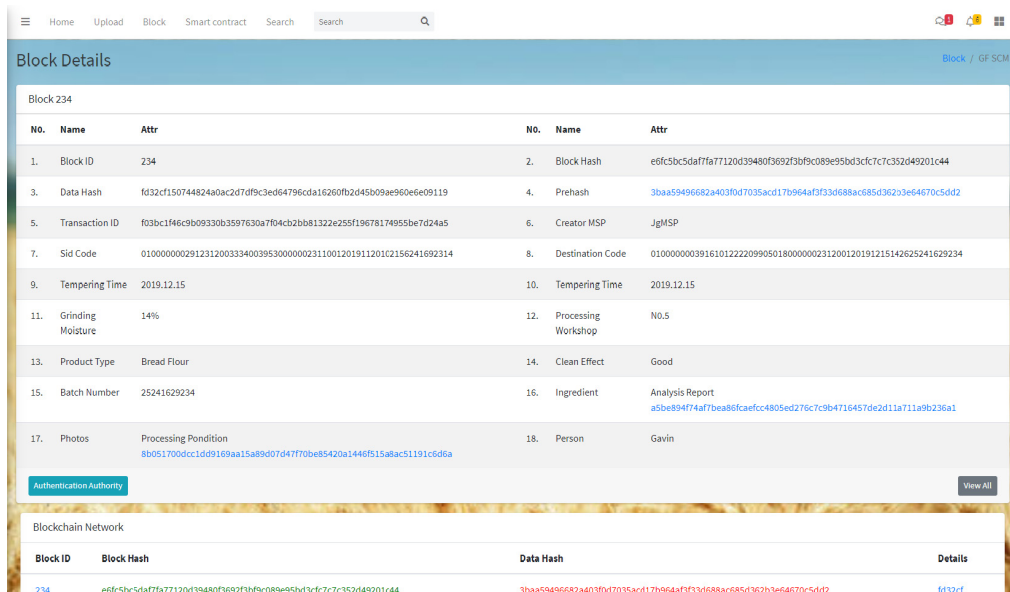 Home Upload Block Smart contract Search Search 1 8
Block Details Block / GF SCM
Block 234
N0. Name Attr N0. Name Attr
1. Block ID 234 2. Block Hash e6fc5bc5daf7fa77120d39480f3692f3bf9c089e95bd3cfc7c7c352d49201c44
3. Data Hash fd32cf150744824a0ac2d7df9c3ed64796cda16260fb2d45b09ae960e6e09119 4. Prehash 3baa59496682a403f0d7035acd17b964af3f33d688ac685d362b3e64670c5dd2
5. Transaction ID f03bc1f46c9b09330b3597630a7f04cb2bb81322e255f19678174955be7d24a5 6. Creator MSP JgMSP
7. Sid Code 0100000002912312003334003953000000231100120191120102156241692314 8. Destination Code 0100000003916101222209905018000000231200120191215142625241629234
9. Tempering Time 2019.12.15 10. Tempering Time 2019.12.15
11. Grinding 14% 12. Processing N0.5
Moisture Workshop
13. Product Type Bread Flour 14. Clean Effect Good
15. Batch Number 25241629234 16. Ingredient Analysis Report
a5be894f74af7bea86fcaefcc4805ed276c7c9b4716457de2d11a711a9b236a1
17. Photos Processing Pondition 18. Person Gavin
8b051700dcc1dd9169aa15a89d07d47f70be85420a1446f515a8ac51191c6d6a
Authentication Authority View All
Blockchain Network
Block ID Block Hash Data Hash Details
234 e6fc5bc5daf7fa77120d39480f3692f3bf9c089e95bd3cfc7c7c352d49201c44 3baa59496682a403f0d7035acd17b964af3f33d688ac685d362b3e64670c5dd2 fd32cf